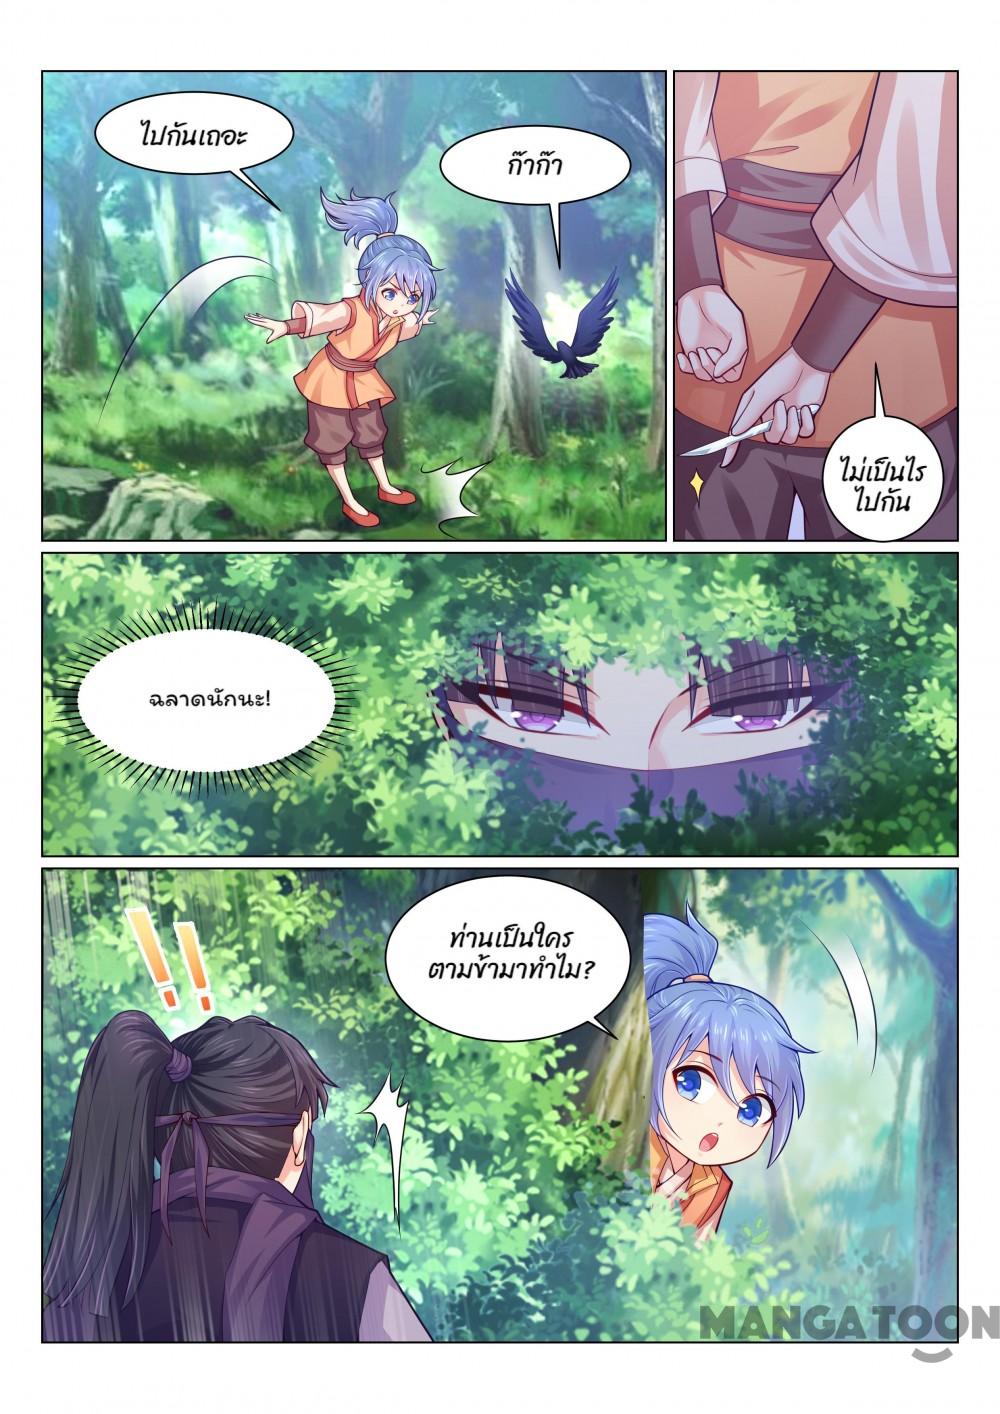 ไปกันเถอะ
ก๊าก๊า
ไม่เป็นไร
ไปกัน
ฉลาดนักนะ!
!!
ท่านเป็นใคร
ตามข้ามาทำไม?
MANGATOON